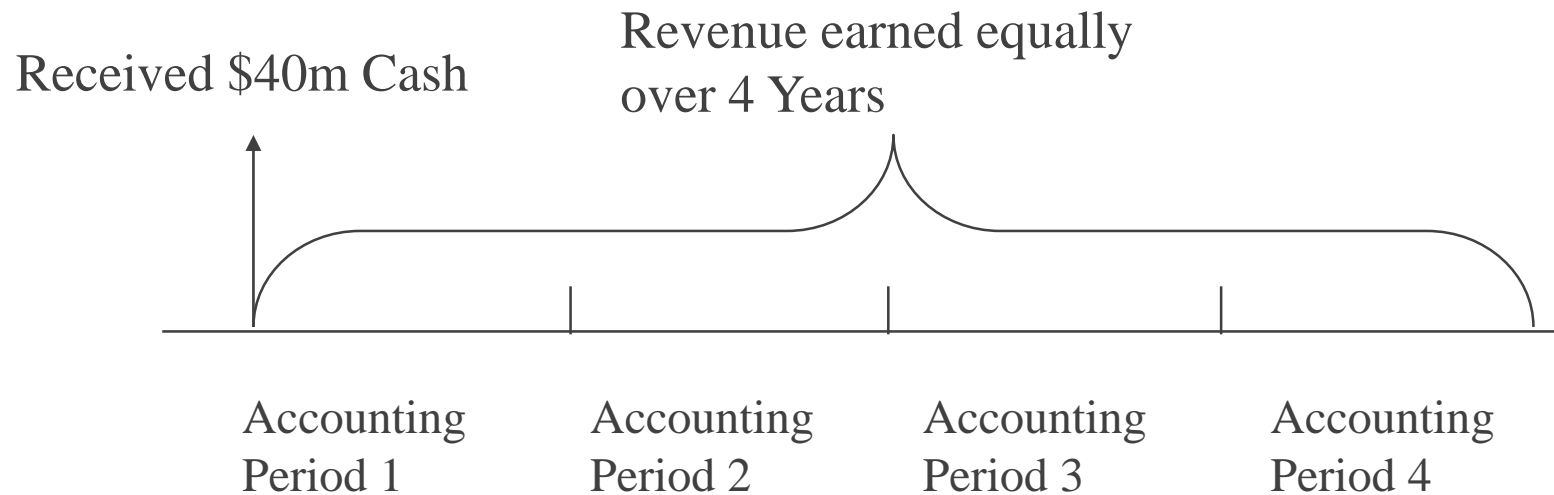 Received $40m Cash
Revenue earned equally
over 4 Years
Accounting
Period 1
Accounting
Period 2
Accounting
Period 3
Accounting
Period 4